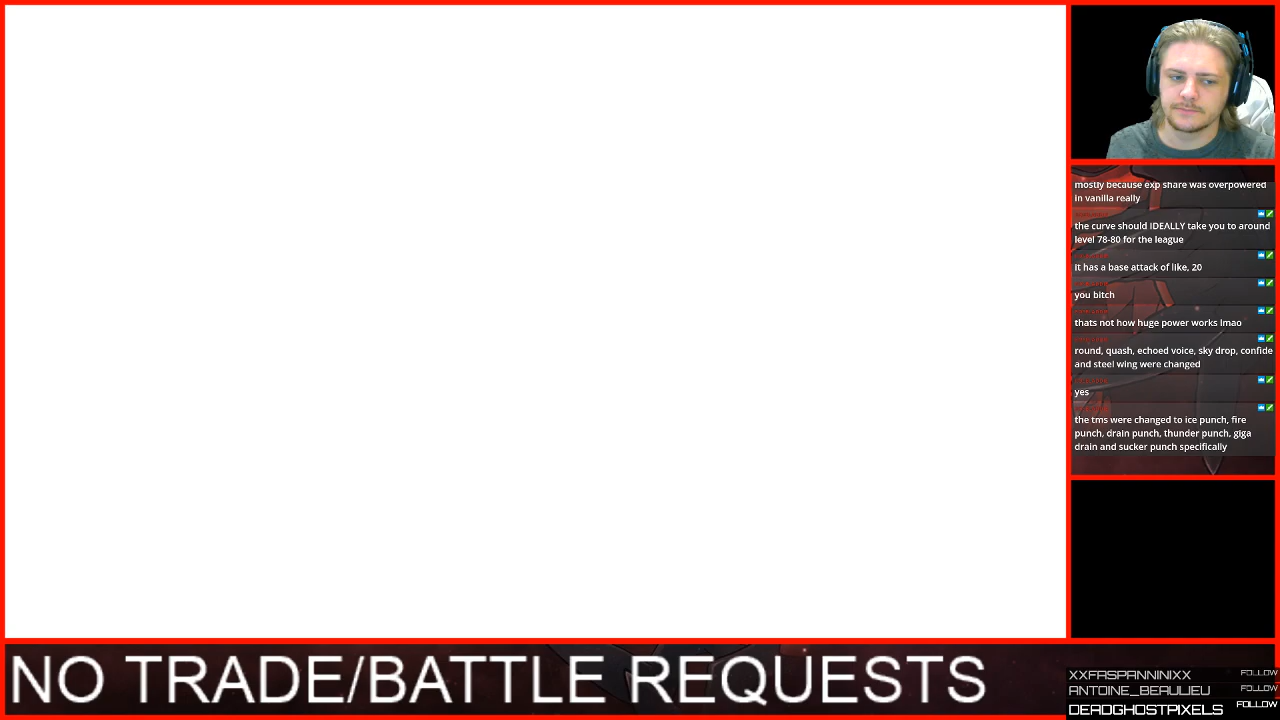 mostly because exp share was overpowered
in vanilla really
the curve should IDEALLY take you to around
level 78-80 for the league
it has a base attack of like, 20
you bitch
thats not how huge power works lmao
round, quash, echoed voice, sky drop, confide
and steel wing were changed
yes
the tms were changed to ice punch, fire
punch, drain punch, thunder punch, giga
drain and sucker punch specifically
NO TRADE/BATTLE REQUESTS
XXFASPANNINIXX FOLLOW
ANTOINE_BEAULIEU FOLLOW
DEADGHOSTPIXELS FOLLOW